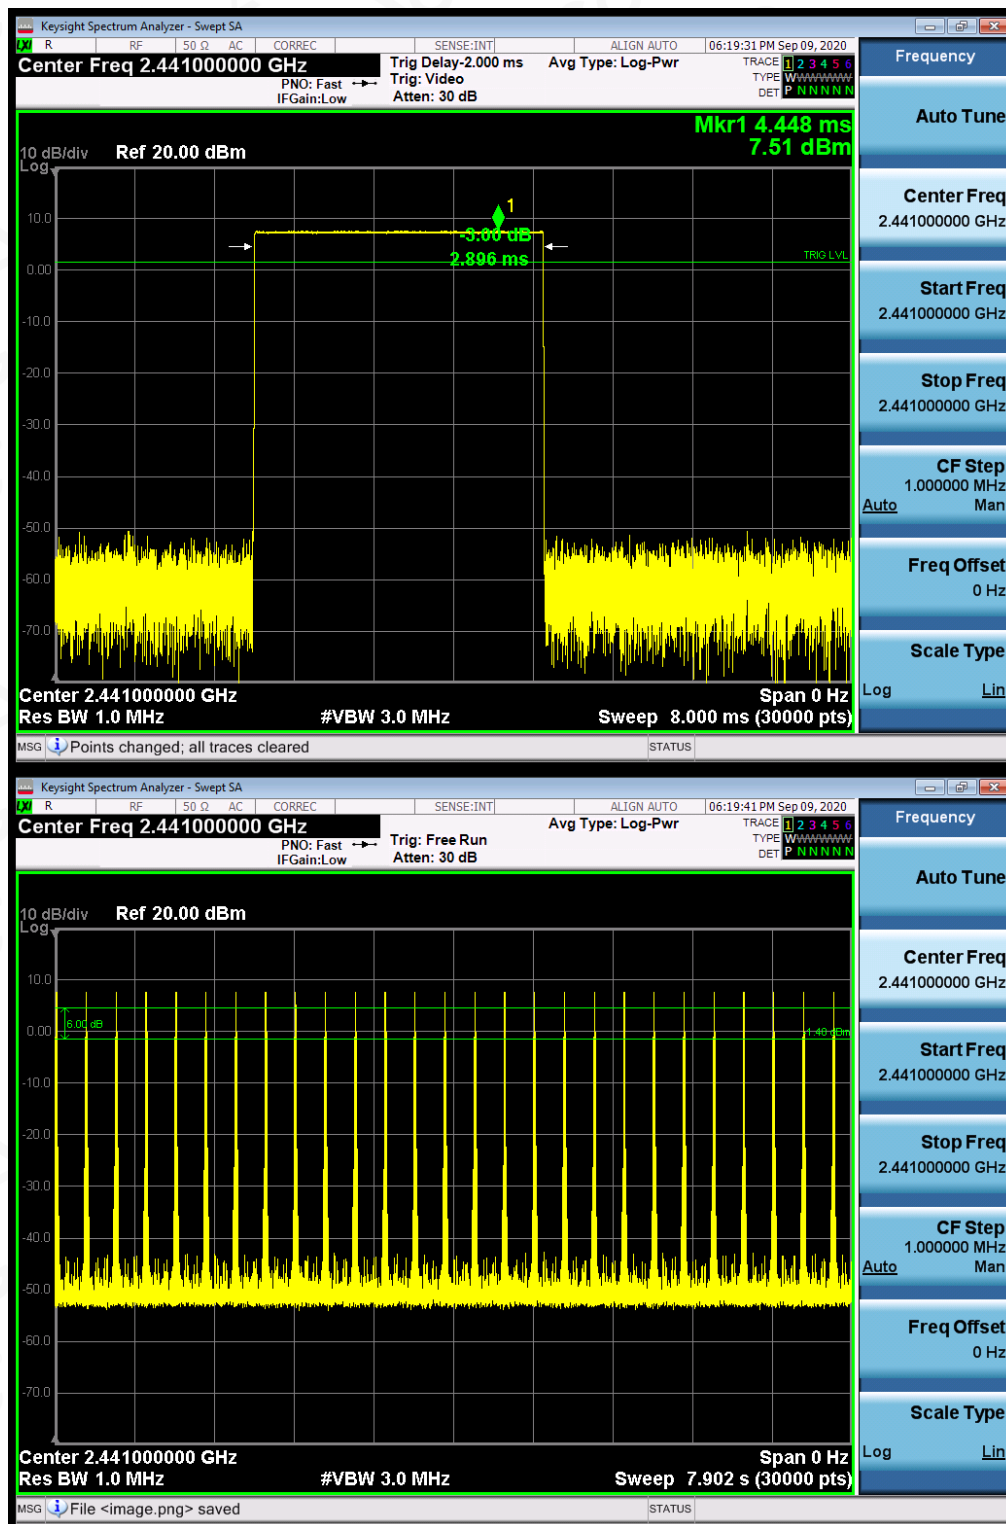 Keysight Spectrum Analyzer - Swept SA
LXI R RF 50 Ω AC CORREC SENSE:INT ALIGN AUTO 06:19:31 PM Sep 09, 2020
Center Freq 2.441000000 GHz
PNO: Fast
IFGain:Low
Trig Delay-2.000 ms
Trig: Video
Atten: 30 dB
Avg Type: Log-Pwr
TRACE 1 2 3 4 5 6
TYPE WWWWWW
DET P N N N N N
Mkr1 4.448 ms
7.51 dBm
10 dB/div Ref 20.00 dBm
Log
1
10.0
-3.00 dB
2.896 ms
TRIG LVL
0.00
-10.0
-20.0
-30.0
-40.0
-50.0
-60.0
-70.0
Center 2.441000000 GHz Span 0 Hz
Res BW 1.0 MHz #VBW 3.0 MHz Sweep 8.000 ms (30000 pts)
MSG Points changed; all traces cleared STATUS
Frequency
Auto Tune
Center Freq
2.441000000 GHz
Start Freq
2.441000000 GHz
Stop Freq
2.441000000 GHz
CF Step
1.000000 MHz
Auto Man
Freq Offset
0 Hz
Scale Type
Log Lin
Keysight Spectrum Analyzer - Swept SA
LXI R RF 50 Ω AC CORREC SENSE:INT ALIGN AUTO 06:19:41 PM Sep 09, 2020
Center Freq 2.441000000 GHz
PNO: Fast
IFGain:Low
Trig: Free Run
Atten: 30 dB
Avg Type: Log-Pwr
TRACE 1 2 3 4 5 6
TYPE WWWWWW
DET P N N N N N
10 dB/div Ref 20.00 dBm
Log
10.0
6.00 dB
0.00
-1.40 dBm
-10.0
-20.0
-30.0
-40.0
-50.0
-60.0
-70.0
Center 2.441000000 GHz Span 0 Hz
Res BW 1.0 MHz #VBW 3.0 MHz Sweep 7.902 s (30000 pts)
MSG File <image.png> saved STATUS
Frequency
Auto Tune
Center Freq
2.441000000 GHz
Start Freq
2.441000000 GHz
Stop Freq
2.441000000 GHz
CF Step
1.000000 MHz
Auto Man
Freq Offset
0 Hz
Scale Type
Log Lin